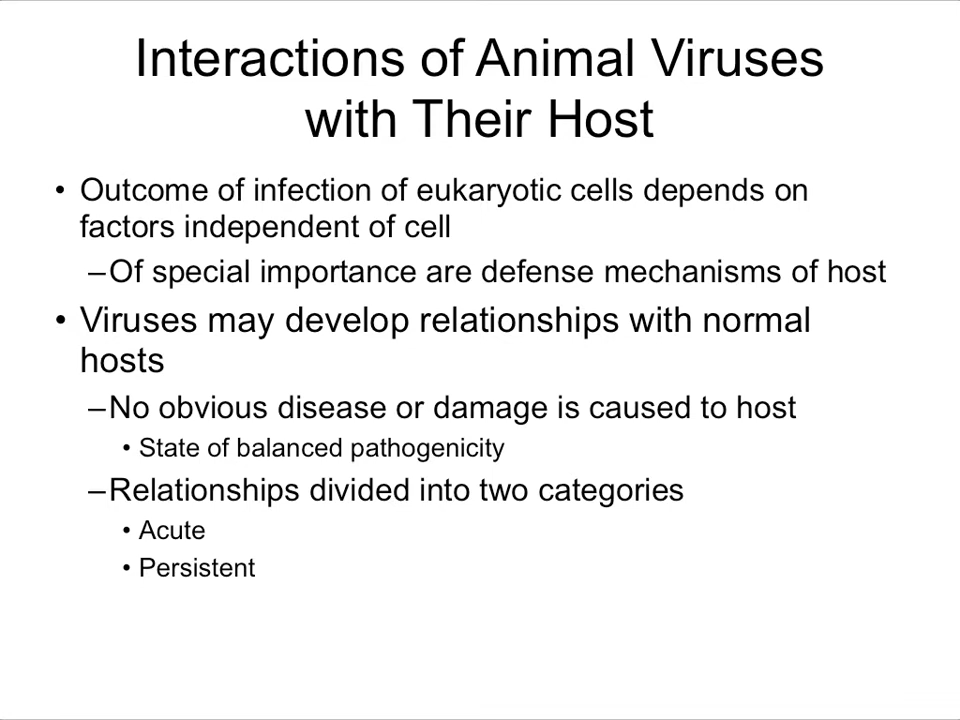 Interactions of Animal Viruses
with Their Host
• Outcome of infection of eukaryotic cells depends on
factors independent of cell
–Of special importance are defense mechanisms of host
• Viruses may develop relationships with normal
hosts
–No obvious disease or damage is caused to host
• State of balanced pathogenicity
–Relationships divided into two categories
• Acute
• Persistent